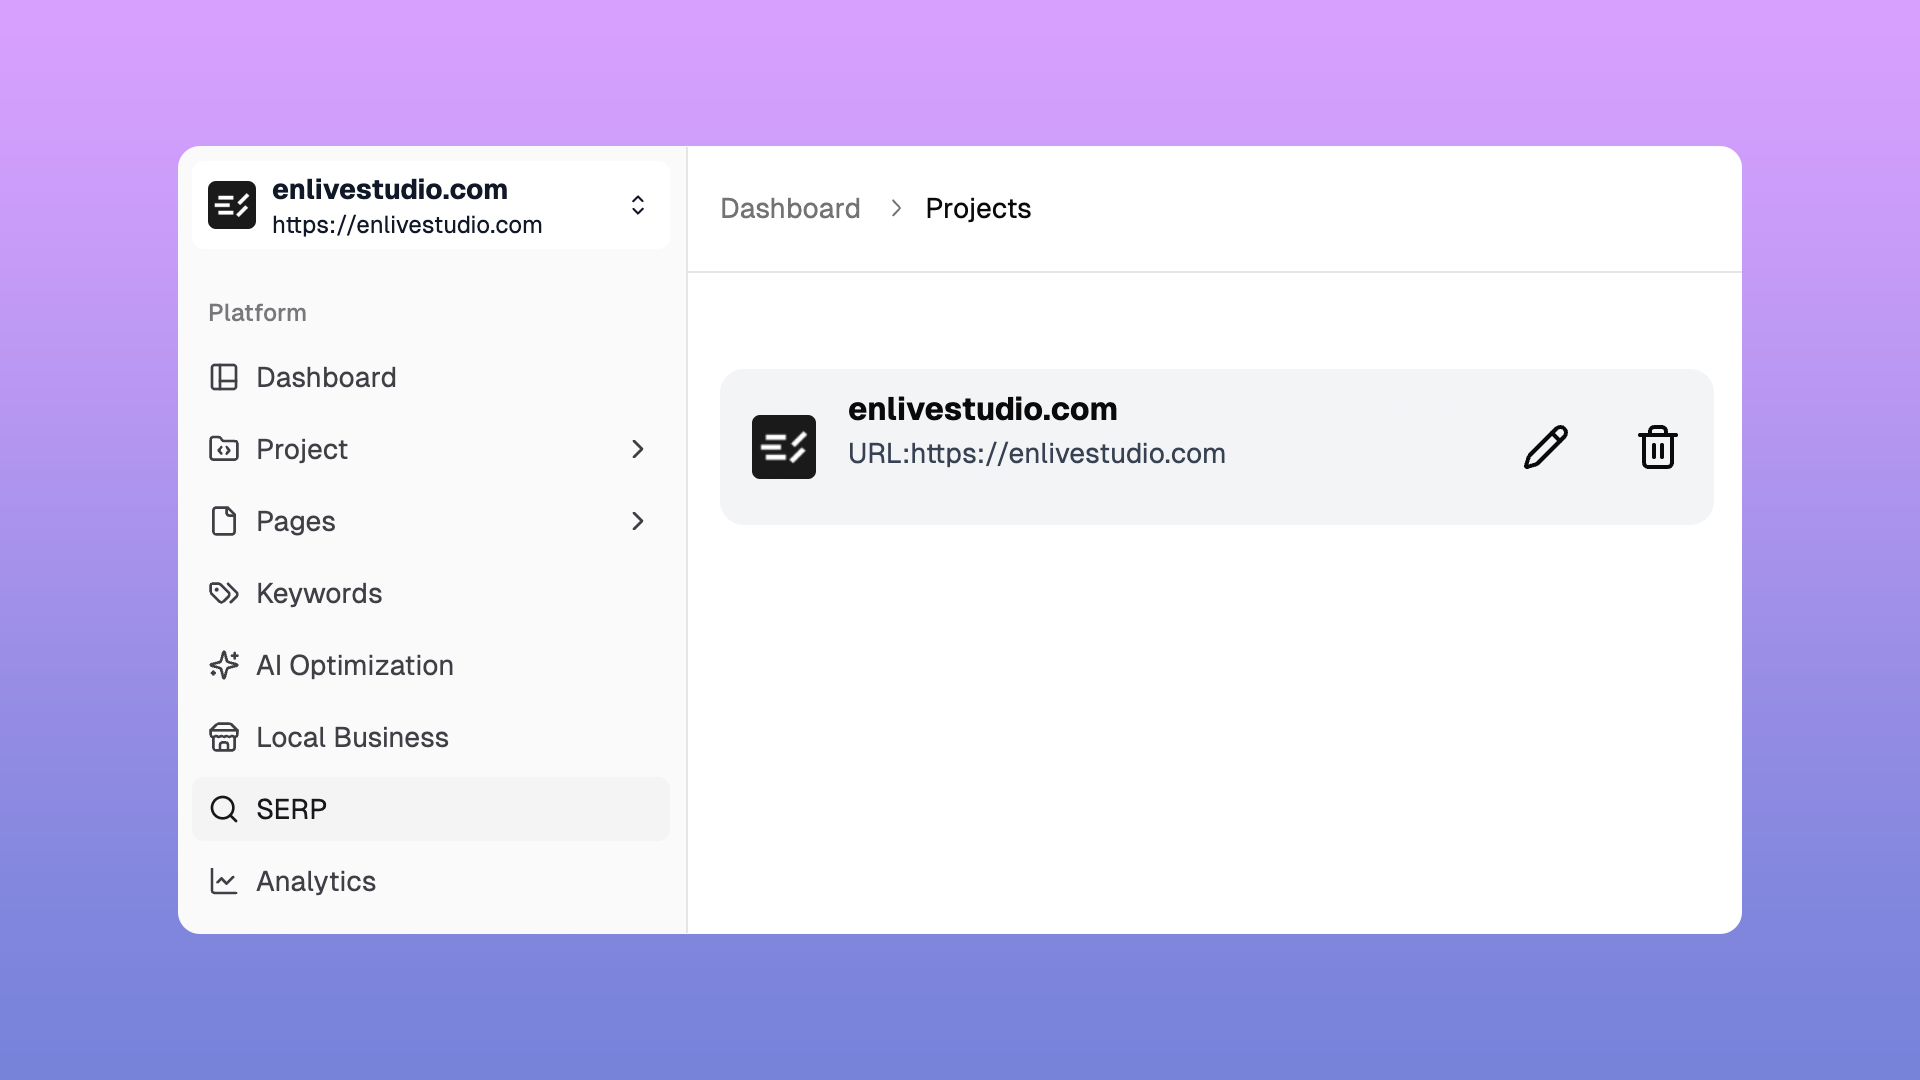 enlivestudio.com
https://enlivestudio.com
Platform
Dashboard
Project
Pages
Keywords
AI Optimization
Local Business
SERP
Analytics
Dashboard > Projects
enlivestudio.com
URL:https://enlivestudio.com